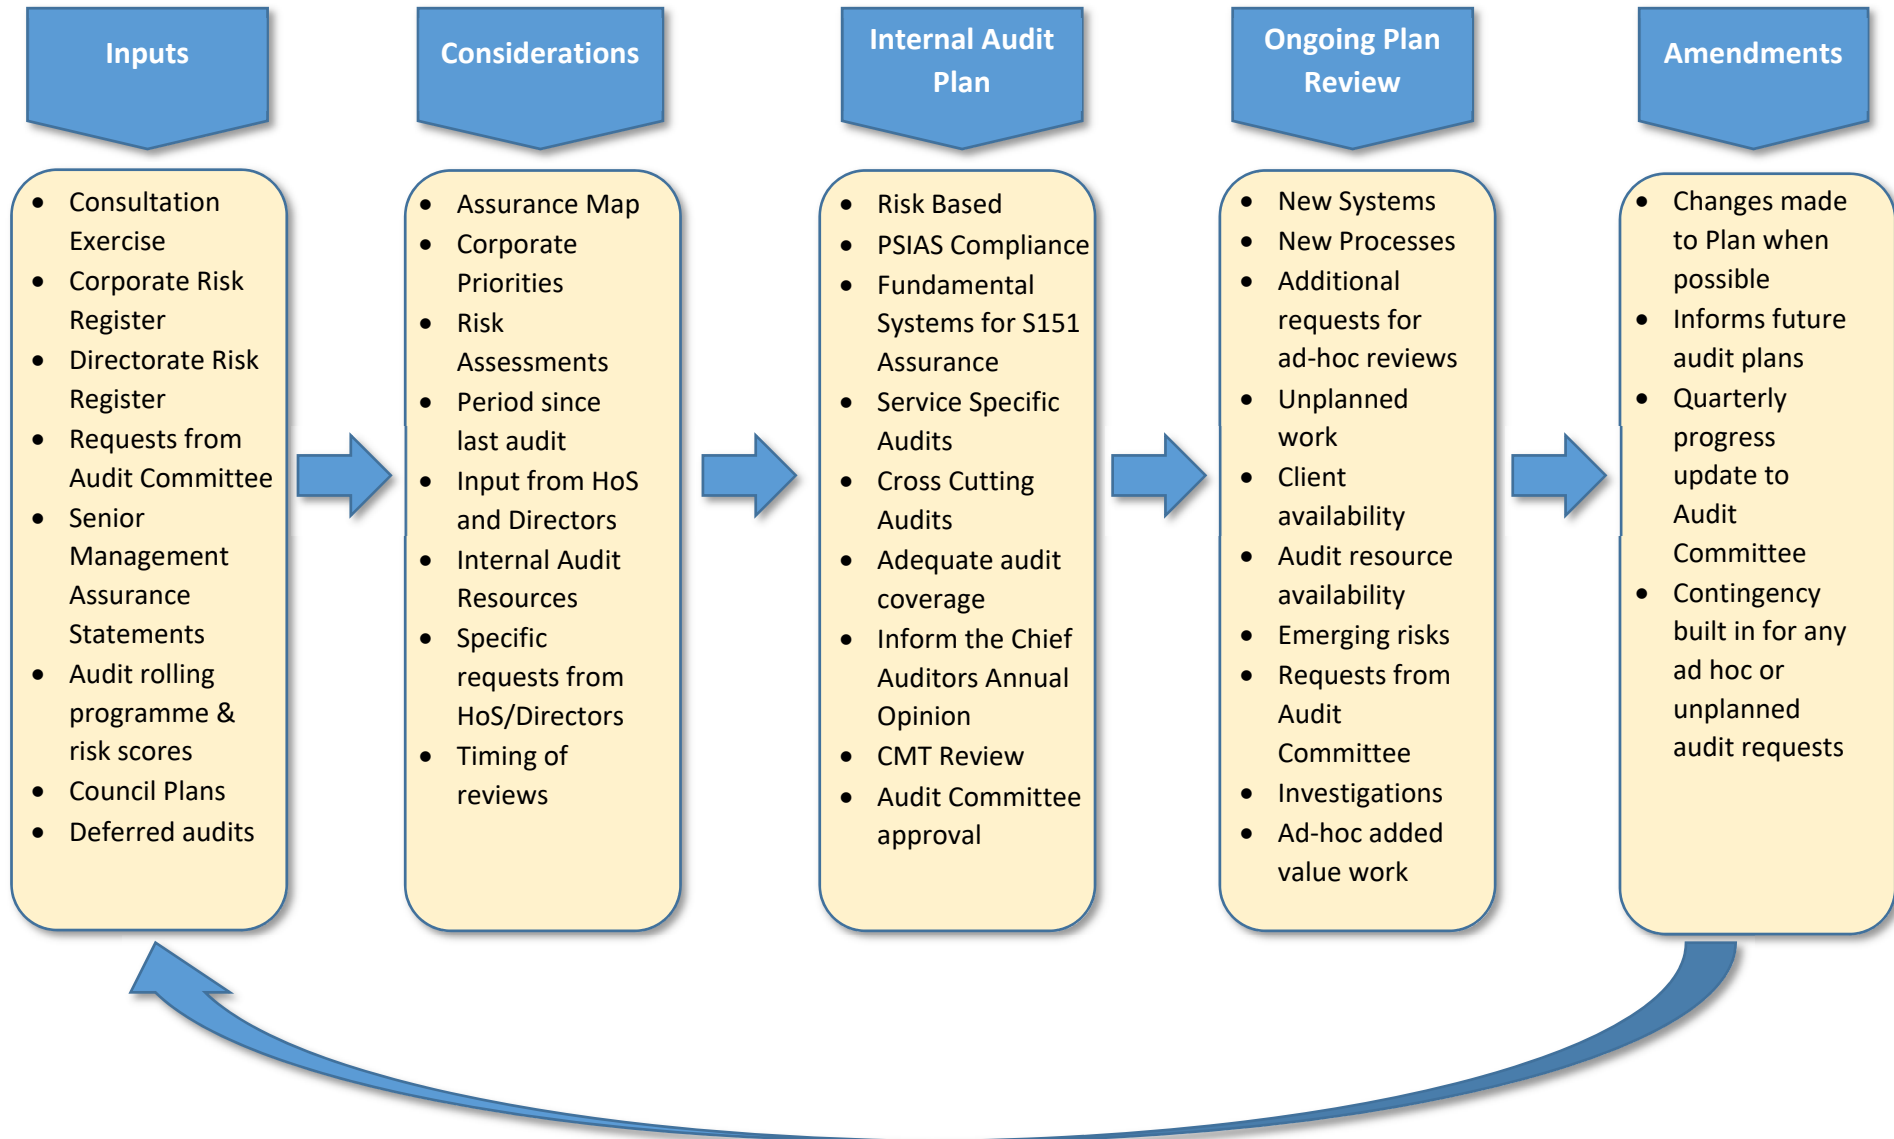 Inputs
Considerations
Internal Audit
Plan
Ongoing Plan
Review
Amendments
• Consultation
Exercise
• Corporate Risk
Register
• Directorate Risk
Register
• Requests from
Audit Committee
• Senior
Management
Assurance
Statements
• Audit rolling
programme &
risk scores
• Council Plans
• Deferred audits
• Assurance Map
• Corporate
Priorities
• Risk
Assessments
• Period since
last audit
• Input from HoS
and Directors
• Internal Audit
Resources
• Specific
requests from
HoS/Directors
• Timing of
reviews
• Risk Based
• PSIAS Compliance
• Fundamental
Systems for S151
Assurance
• Service Specific
Audits
• Cross Cutting
Audits
• Adequate audit
coverage
• Inform the Chief
Auditors Annual
Opinion
• CMT Review
• Audit Committee
approval
• New Systems
• New Processes
• Additional
requests for
ad-hoc reviews
• Unplanned
work
• Client
availability
• Audit resource
availability
• Emerging risks
• Requests from
Audit
Committee
• Investigations
• Ad-hoc added
value work
• Changes made
to Plan when
possible
• Informs future
audit plans
• Quarterly
progress
update to
Audit
Committee
• Contingency
built in for any
ad hoc or
unplanned
audit requests